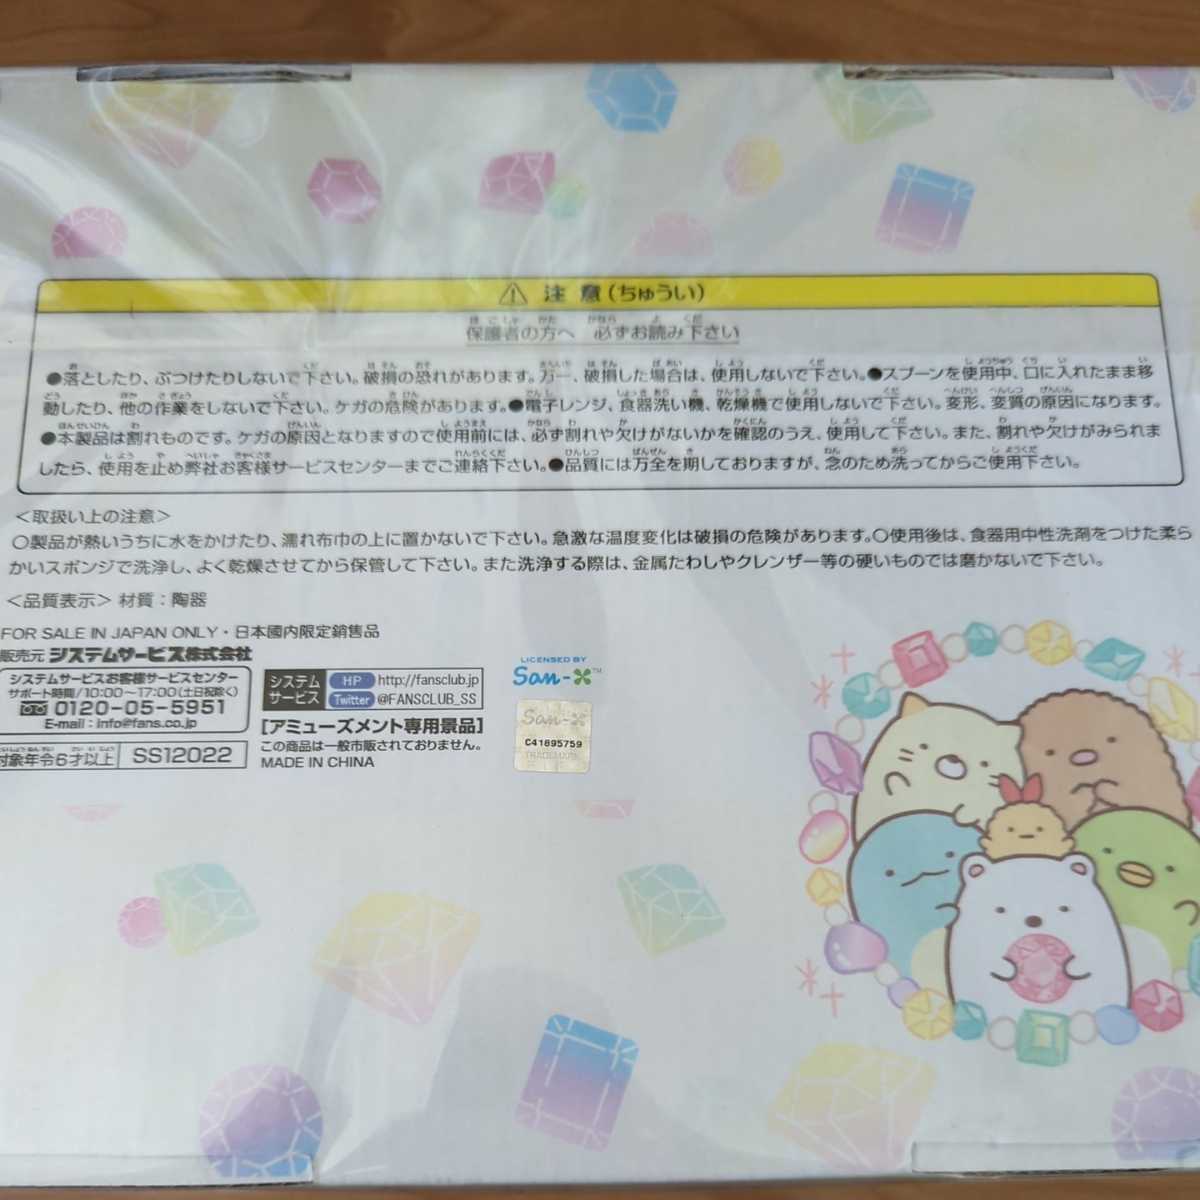 ⚠ 注 意(ちゅうい)
保護者の方へ 必ずお読み下さい
●落としたり、ぶつけたりしないで下さい。破損の恐れがあります。万一、破損した場合は、使用しないで下さい。●スプーンを使用中、口に入れたまま移
動したり、他の作業をしないで下さい。ケガの危険があります。●電子レンジ、食器洗い機、乾燥機で使用しないで下さい。変形、変質の原因になります。
●本製品は割れものです。ケガの原因となりますので使用前には、必ず割れや欠けがないかを確認のうえ、使用して下さい。また、割れや欠けがみられま
したら、使用を止め弊社お客様サービスセンターまでご連絡下さい。●品質には万全を期しておりますが、念のため洗ってからご使用下さい。
<取扱い上の注意>
○製品が熱いうちに水をかけたり、濡れ布巾の上に置かないで下さい。急激な温度変化は破損の危険があります。○使用後は、食器用中性洗剤をつけた柔ら
かいスポンジで洗浄し、よく乾燥させてから保管して下さい。また洗浄する際は、金属たわしやクレンザー等の硬いものでは磨かないで下さい。
<品質表示> 材質：陶器
FOR SALE IN JAPAN ONLY・日本國内限定銷售品
販売元 システムサービス株式会社
システムサービスお客様サービスセンター
サポート時間/10:00〜17:00(土日祝除く)
0120-05-5951
E-mail：info@fans.co.jp
対象年令6才以上 SS12022
システム
サービス
HP http://fansclub.jp
Twitter @FANSCLUB_SS
[アミューズメント専用景品]
この商品は一般市販されておりません。
MADE IN CHINA
LICENSED BY
San-X™
San-X
C41895759
TRADEMARK